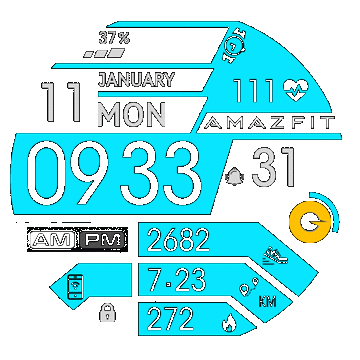 37%
JANUARY
11 MON
111
AMAZFIT
09 33
31
AM PM
2682
7.23
KM
272